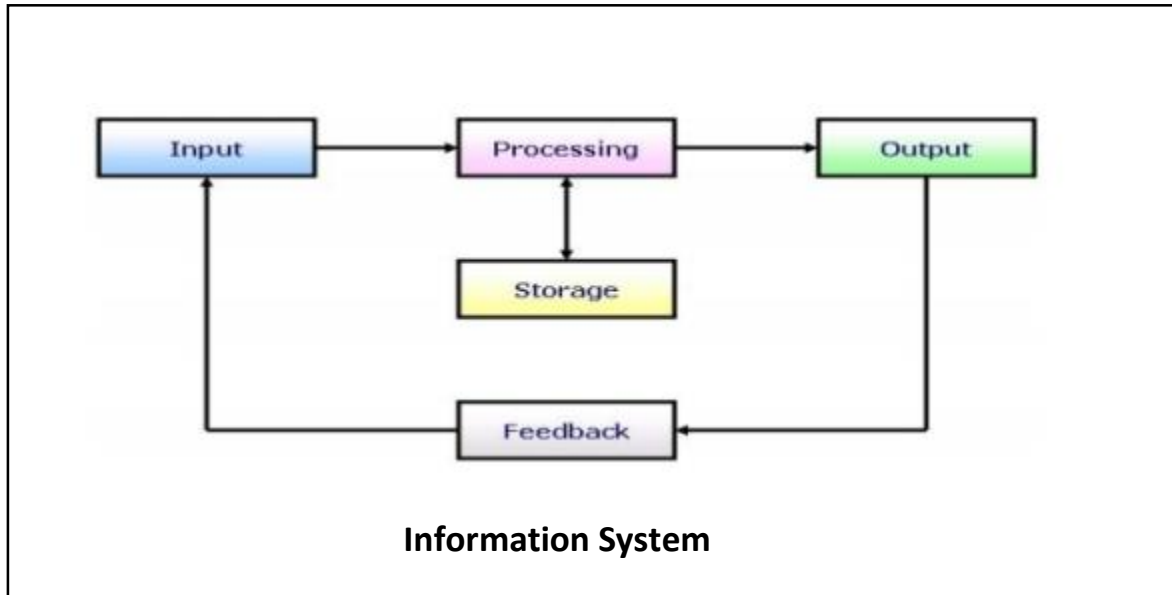 Input
Processing
Output
Storage
Feedback
Information System